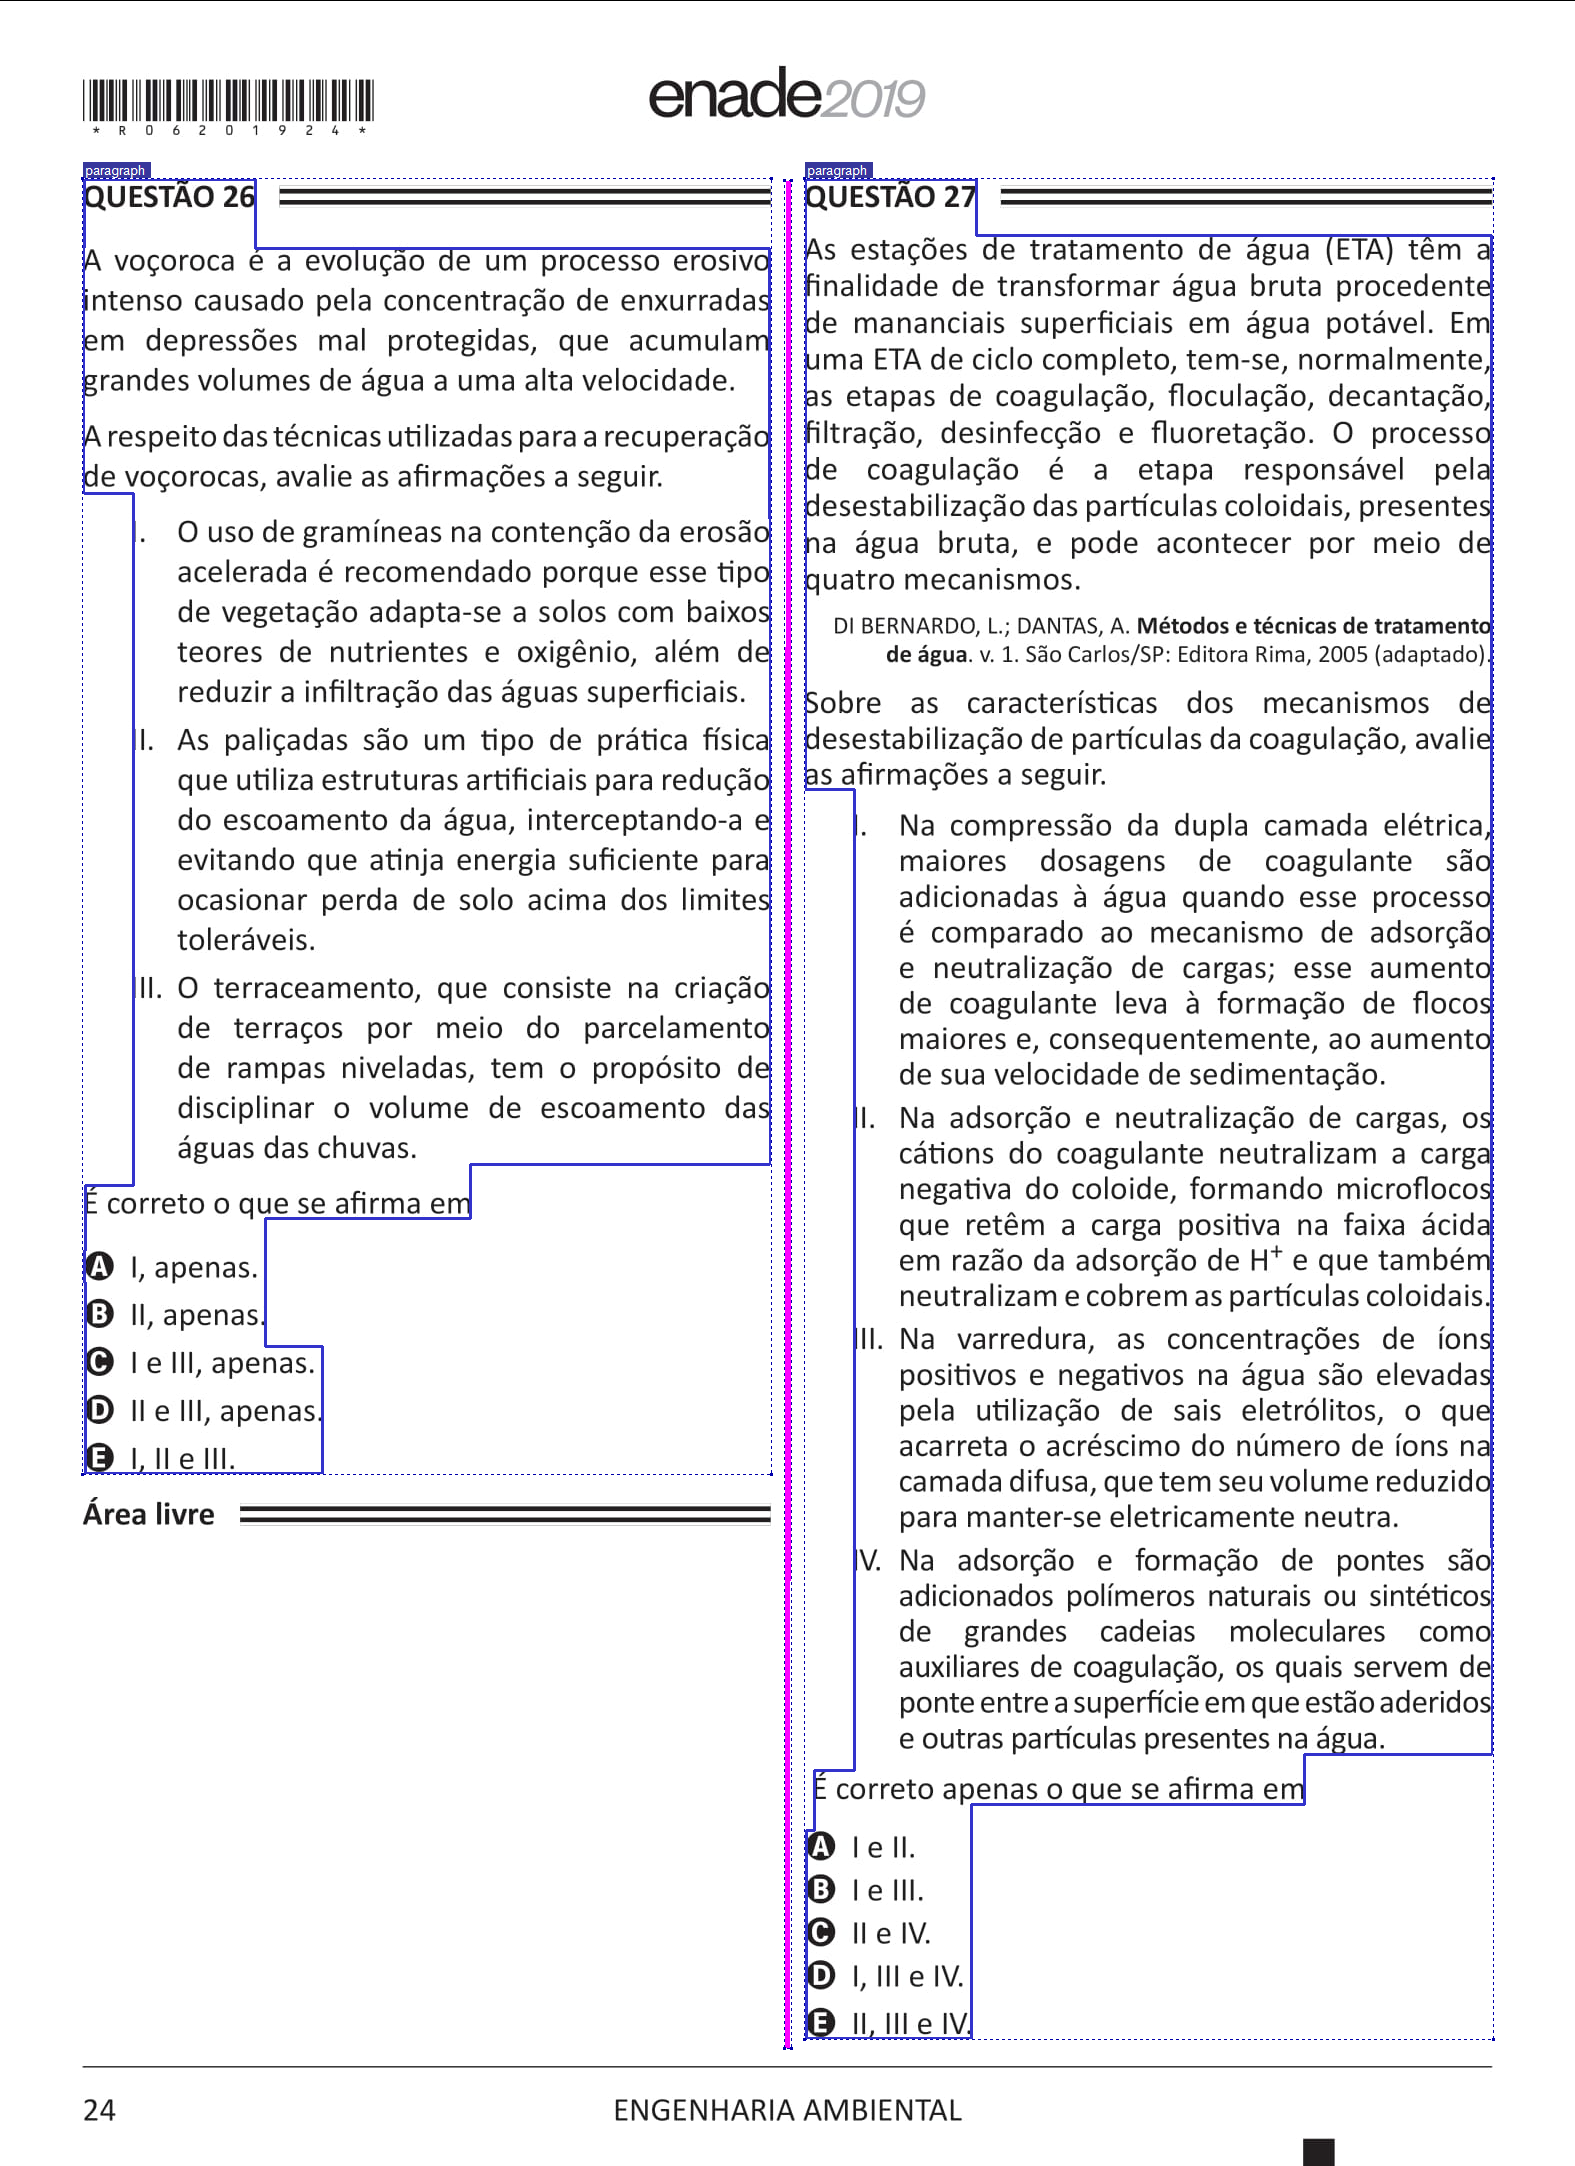 *R06201924*
enade2019
paragraph
QUESTÃO 26
A voçoroca é a evolução de um processo erosivo
intenso causado pela concentração de enxurradas
em depressões mal protegidas, que acumulam
grandes volumes de água a uma alta velocidade.
A respeito das técnicas utilizadas para a recuperação
de voçorocas, avalie as afirmações a seguir.
I. O uso de gramíneas na contenção da erosão
acelerada é recomendado porque esse tipo
de vegetação adapta-se a solos com baixos
teores de nutrientes e oxigênio, além de
reduzir a infiltração das águas superficiais.
II. As paliçadas são um tipo de prática física
que utiliza estruturas artificiais para redução
do escoamento da água, interceptando-a e
evitando que atinja energia suficiente para
ocasionar perda de solo acima dos limites
toleráveis.
III. O terraceamento, que consiste na criação
de terraços por meio do parcelamento
de rampas niveladas, tem o propósito de
disciplinar o volume de escoamento das
águas das chuvas.
É correto o que se afirma em
A I, apenas.
B II, apenas.
C I e III, apenas.
D II e III, apenas.
E I, II e III.
Área livre
paragraph
QUESTÃO 27
As estações de tratamento de água (ETA) têm a
finalidade de transformar água bruta procedente
de mananciais superficiais em água potável. Em
uma ETA de ciclo completo, tem-se, normalmente,
as etapas de coagulação, floculação, decantação,
filtração, desinfecção e fluoretação. O processo
de coagulação é a etapa responsável pela
desestabilização das partículas coloidais, presentes
na água bruta, e pode acontecer por meio de
quatro mecanismos.
DI BERNARDO, L.; DANTAS, A. Métodos e técnicas de tratamento
de água. v. 1. São Carlos/SP: Editora Rima, 2005 (adaptado).
Sobre as características dos mecanismos de
desestabilização de partículas da coagulação, avalie
as afirmações a seguir.
I. Na compressão da dupla camada elétrica,
maiores dosagens de coagulante são
adicionadas à água quando esse processo
é comparado ao mecanismo de adsorção
e neutralização de cargas; esse aumento
de coagulante leva à formação de flocos
maiores e, consequentemente, ao aumento
de sua velocidade de sedimentação.
II. Na adsorção e neutralização de cargas, os
cátions do coagulante neutralizam a carga
negativa do coloide, formando microflocos
que retêm a carga positiva na faixa ácida
em razão da adsorção de H⁺ e que também
neutralizam e cobrem as partículas coloidais.
III. Na varredura, as concentrações de íons
positivos e negativos na água são elevadas
pela utilização de sais eletrólitos, o que
acarreta o acréscimo do número de íons na
camada difusa, que tem seu volume reduzido
para manter-se eletricamente neutra.
IV. Na adsorção e formação de pontes são
adicionados polímeros naturais ou sintéticos
de grandes cadeias moleculares como
auxiliares de coagulação, os quais servem de
ponte entre a superfície em que estão aderidos
e outras partículas presentes na água.
É correto apenas o que se afirma em
A I e II.
B I e III.
C II e IV.
D I, III e IV.
E II, III e IV.
24
ENGENHARIA AMBIENTAL